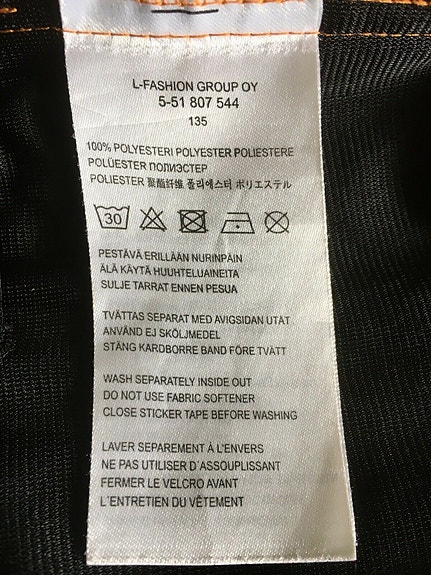 L-FASHION GROUP OY
5-51 807 544
135
100% POLYESTERI POLYESTER POLIESTERE
POLÜESTER ПОЛИЭСТЕР
POLIESTER 聚酯纤维 폴리에스터 ポリエステル
30
PESTÄVÄ ERILLÄÄN NURINPÄIN
ÄLÄ KÄYTÄ HUUHTELUAINEITA
SULJE TARRAT ENNEN PESUA
TVÄTTAS SEPARAT MED AVIGSIDAN UTÅT
ANVÄND EJ SKÖLJMEDEL
STÄNG KARDBORRE BAND FÖRE TVÄTT
WASH SEPARATELY INSIDE OUT
DO NOT USE FABRIC SOFTENER
CLOSE STICKER TAPE BEFORE WASHING
LAVER SEPAREMENT À L'ENVERS
NE PAS UTILISER D'ASSOUPLISSANT
FERMER LE VELCRO AVANT
L'ENTRETIEN DU VÊTEMENT